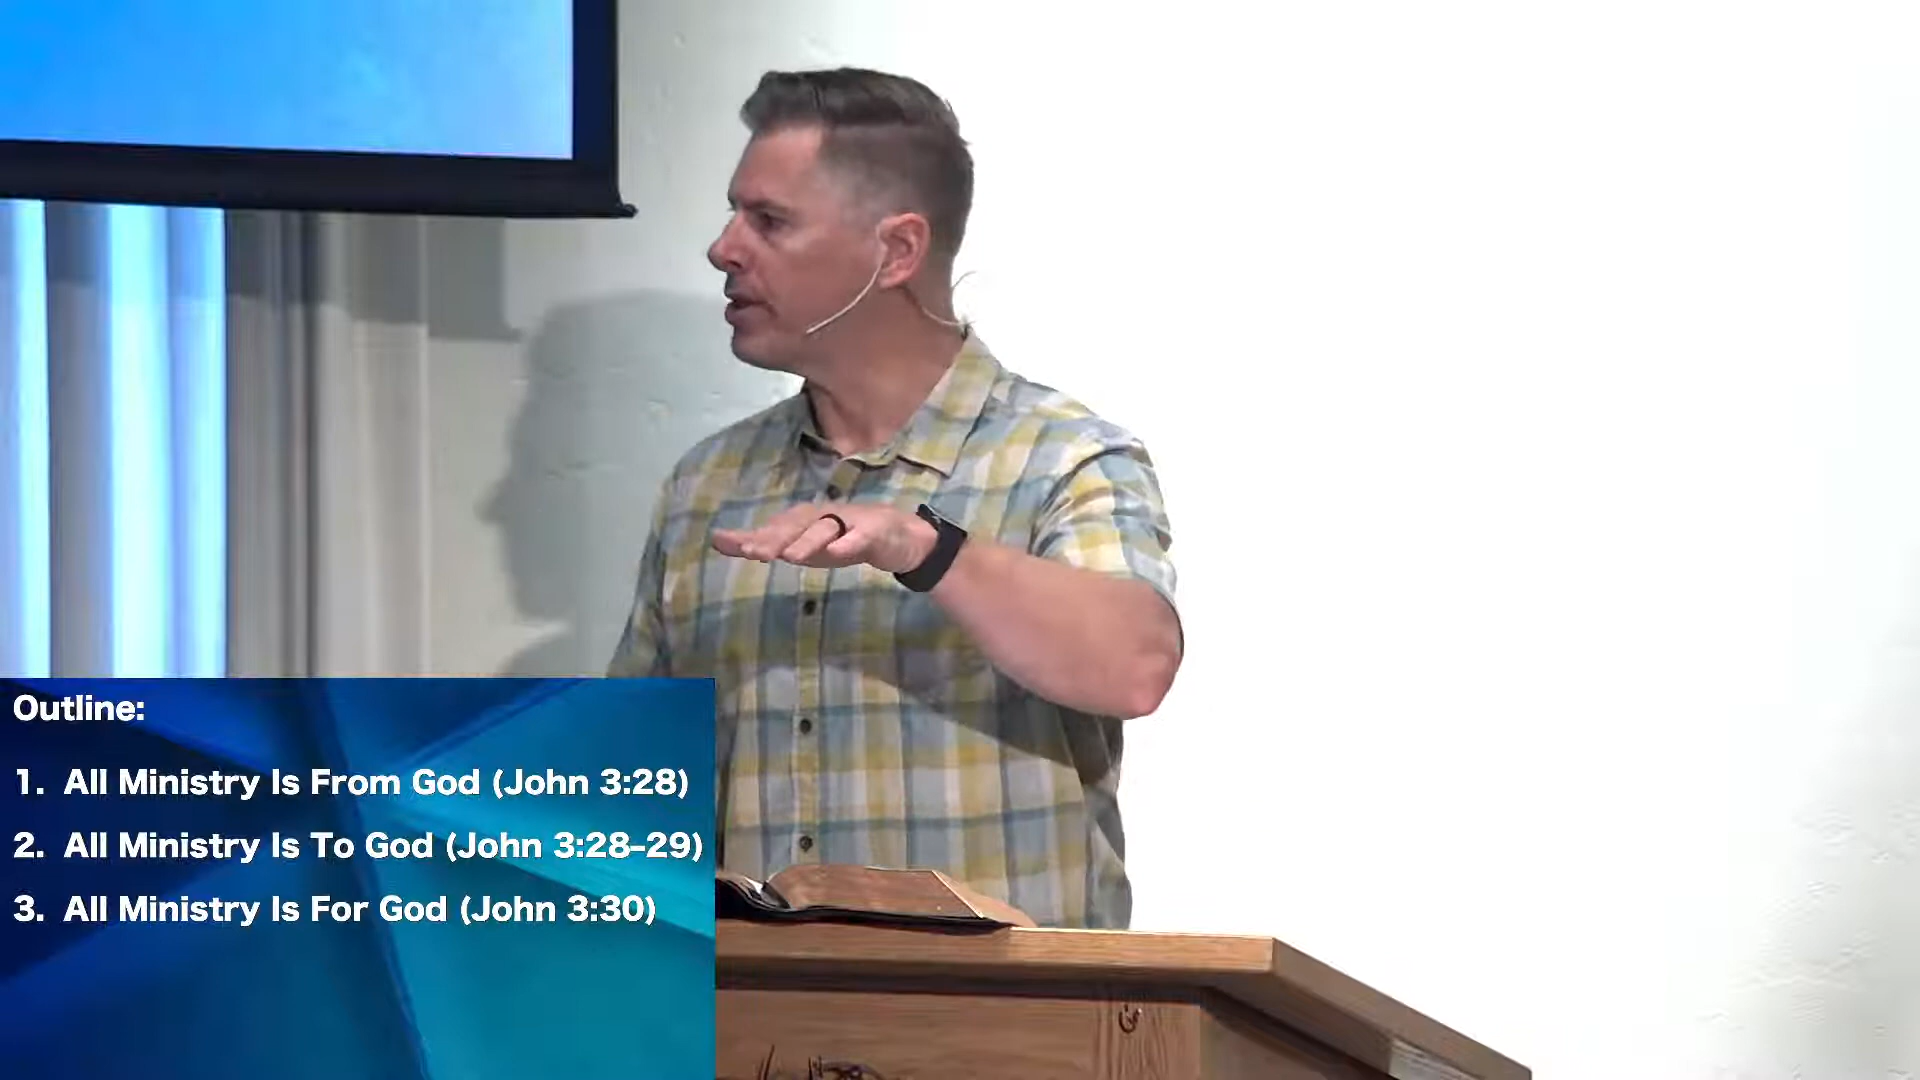 Outline:
1. All Ministry Is From God (John 3:28)
2. All Ministry Is To God (John 3:28-29)
3. All Ministry Is For God (John 3:30)